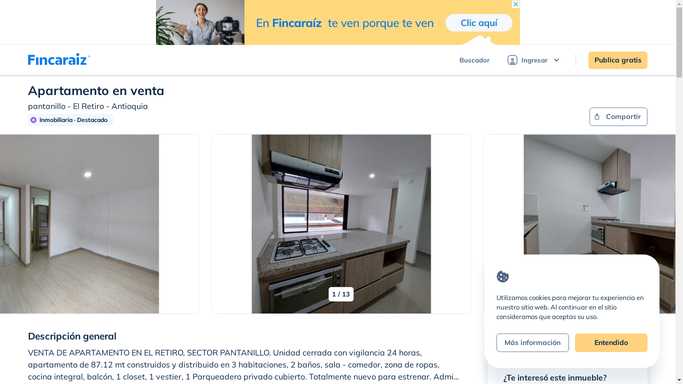 En Fincaraíz te ven porque te ven
Clic aquí
Fincaraiz
Buscador
Ingresar
Publica gratis
Apartamento en venta
pantanillo - El Retiro - Antioquia
Inmobiliaria - Destacado
Compartir
1 / 13
Utilizamos cookies para mejorar tu experiencia en
nuestro sitio web. Al continuar en el sitio
consideramos que aceptas su uso.
Más información
Entendido
Descripción general
VENTA DE APARTAMENTO EN EL RETIRO, SECTOR PANTANILLO. Unidad cerrada con vigilancia 24 horas,
apartamento de 87.12 mt construidos y distribuido en 3 habitaciones, 2 baños, sala - comedor, zona de ropas,
cocina integral, balcón, 1 closet, 1 vestier, 1 Parqueadero privado cubierto. Totalmente nuevo para estrenar. Admi...
¿Te interesó este inmueble?